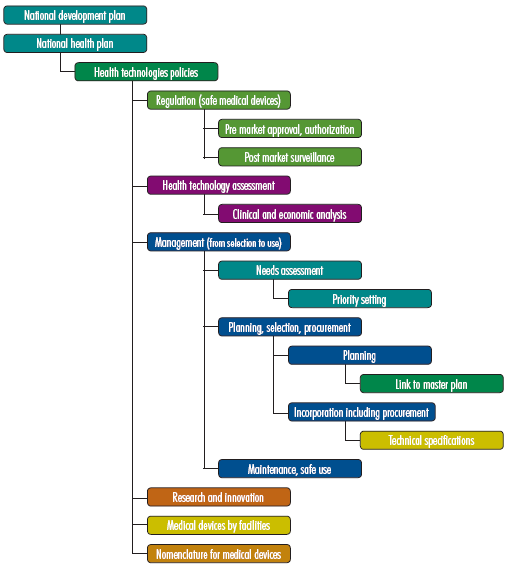 National development plan
National health plan
Health technologies policies
Regulation (safe medical devices)
Pre market approval, authorization
Post market surveillance
Health technology assessment
Clinical and economic analysis
Management (from selection to use)
Needs assessment
Priority setting
Planning, selection, procurement
Planning
Link to master plan
Incorporation including procurement
Technical specifications
Maintenance, safe use
Research and innovation
Medical devices by facilities
Nomenclature for medical devices